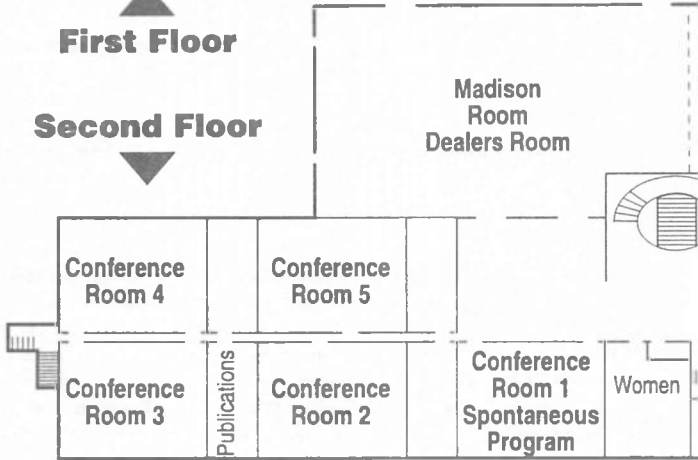 First Floor
Second Floor
Madison
Room
Dealers Room
Conference
Room 4
Conference
Room 5
Conference
Room 3
Publications
Conference
Room 2
Conference
Room 1
Spontaneous
Program
Women